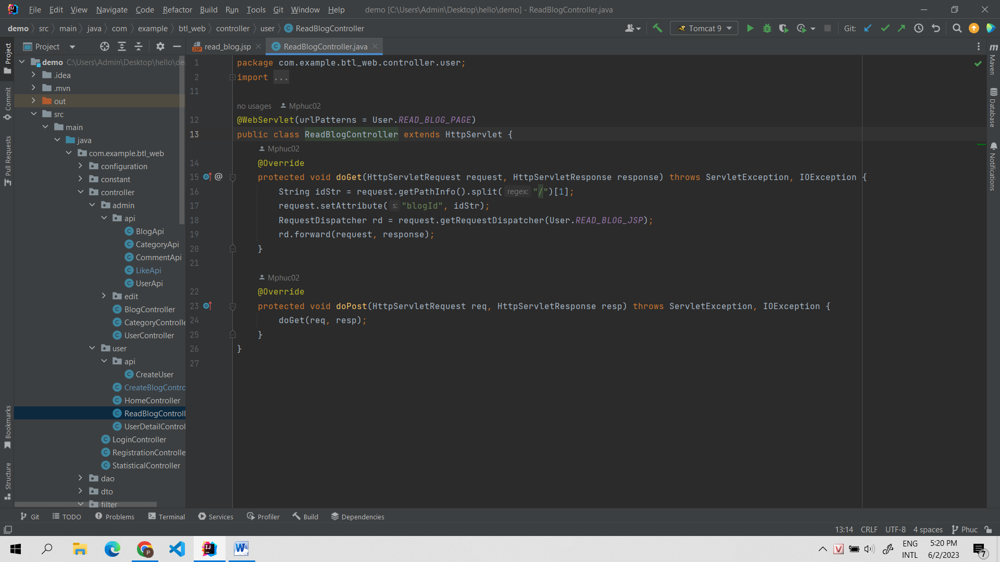 File Edit View Navigate Code Refactor Build Run Tools Git Window Help demo [C:\Users\Admin\Desktop\hello\demo] - ReadBlogController.java
demo src main java com example btl_web controller user ReadBlogController Tomcat 9 Git:
Project read_blog.jsp ReadBlogController.java
Project
Commit
Pull Requests
Bookmarks
Structure
demo C:\Users\Admin\Desktop\hello\de
.idea
.mvn
out
src
main
java
com.example.btl_web
configuration
constant
controller
admin
api
BlogApi
CategoryApi
CommentApi
LikeApi
UserApi
edit
BlogController
CategoryControlle
UserController
user
api
CreateUser
CreateBlogContro
HomeController
ReadBlogControll
UserDetailControl
LoginController
RegistrationControlle
StatisticalController
dao
dto
filter
1 package com.example.btl_web.controller.user;
2 import ...
11
no usages Mphuc02
12 @WebServlet(urlPatterns = User.READ_BLOG_PAGE)
13 public class ReadBlogController extends HttpServlet {
Mphuc02
14 @Override
15 @ protected void doGet(HttpServletRequest request, HttpServletResponse response) throws ServletException, IOException {
16 String idStr = request.getPathInfo().split( regex: "/")[1];
17 request.setAttribute( s: "blogId", idStr);
18 RequestDispatcher rd = request.getRequestDispatcher(User.READ_BLOG_JSP);
19 rd.forward(request, response);
20 }
21
Mphuc02
22 @Override
23 protected void doPost(HttpServletRequest req, HttpServletResponse resp) throws ServletException, IOException {
24 doGet(req, resp);
25 }
26 }
27
Maven
Database
Notifications
Git TODO Problems Terminal Services Profiler Build Dependencies
13:14 CRLF UTF-8 4 spaces Phuc
ENG 5:20 PM
INTL 6/2/2023 7